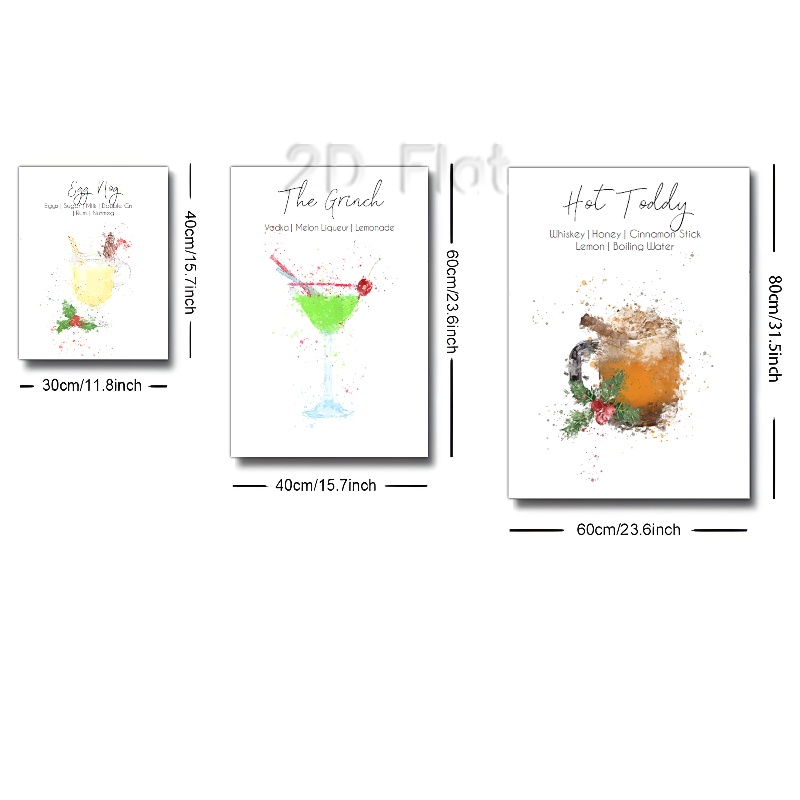 2D Flat
Egg Nog
Eggs | Sugar | Milk | Double Cr
| Rum | Nutmeg
40cm/15.7inch
30cm/11.8inch
The Grinch
Vodka | Melon Liqueur | Lemonade
60cm/23.6inch
40cm/15.7inch
Hot Toddy
Whiskey | Honey | Cinnamon Stick
Lemon | Boiling Water
80cm/31.5inch
60cm/23.6inch